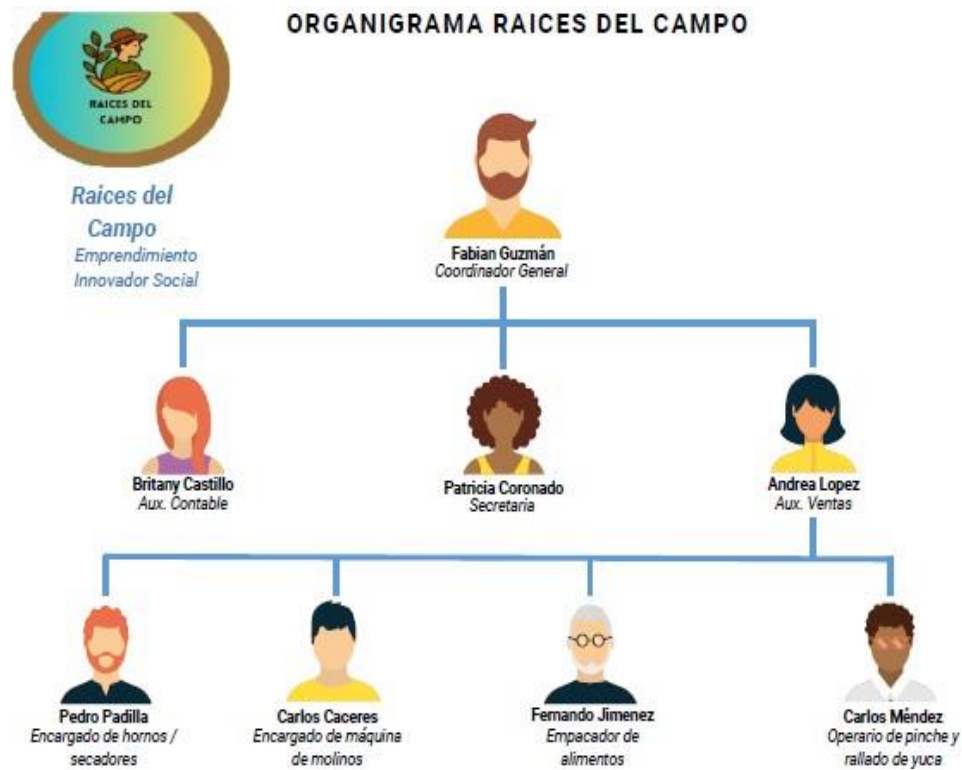 ORGANIGRAMA RAICES DEL CAMPO
RAICES DEL
CAMPO
Raices del
Campo
Emprendimiento
Innovador Social
Fabian Guzmán
Coordinador General
Britany Castillo
Aux. Contable
Patricia Coronado
Secretaria
Andrea Lopez
Aux. Ventas
Pedro Padilla
Encargado de hornos /
secadores
Carlos Caceres
Encargado de máquina
de molinos
Fernando Jimenez
Empacador de
alimentos
Carlos Méndez
Operario de pinche y
rallado de yuca